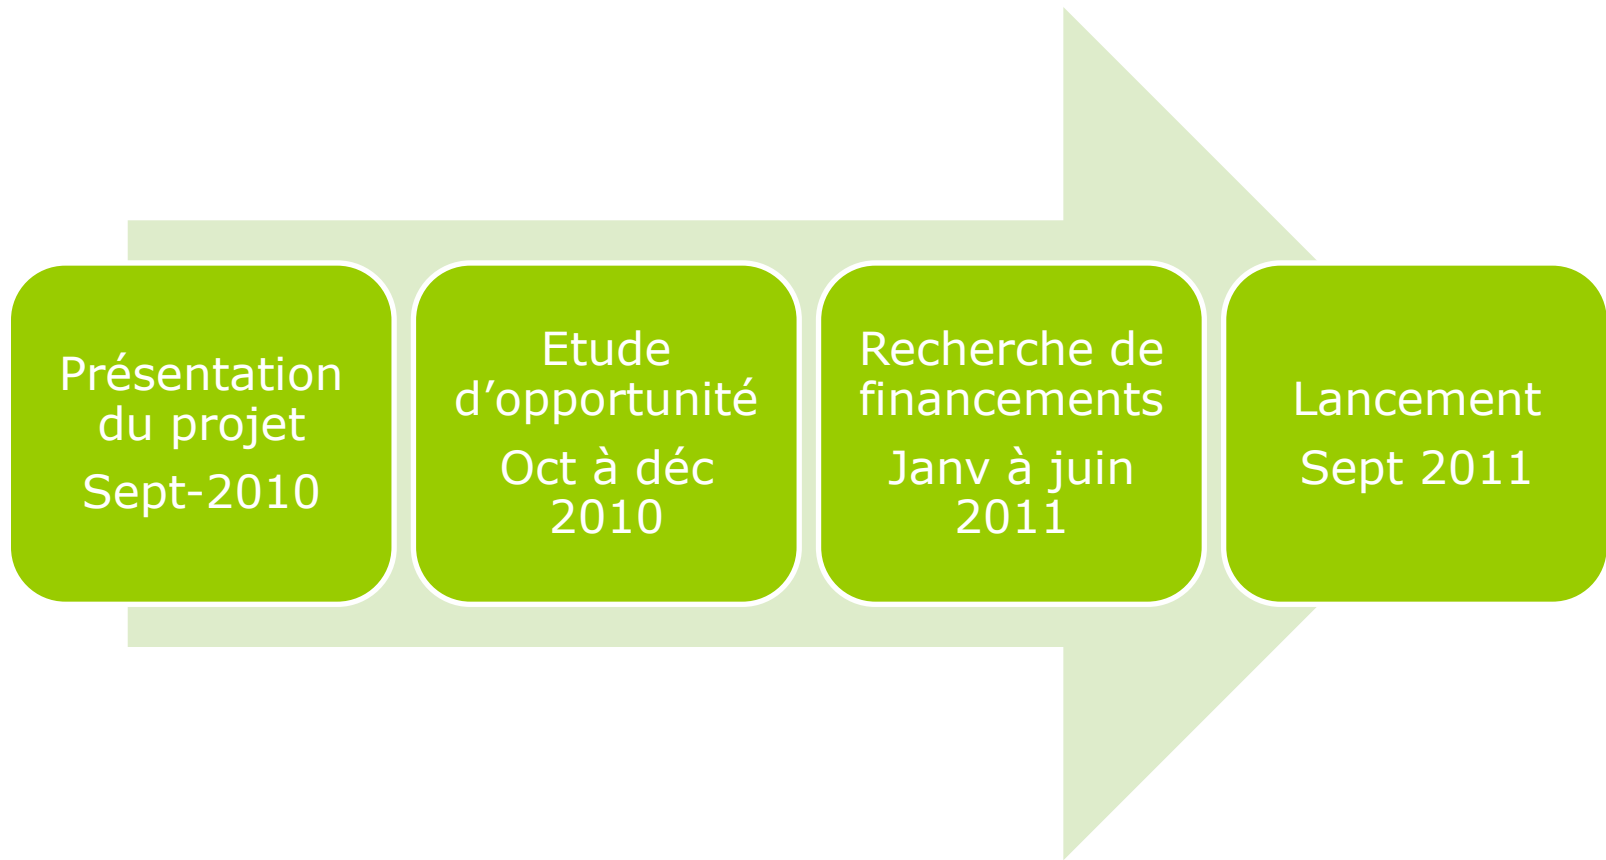 Présentation
du projet
Sept-2010
Etude
d’opportunité
Oct à déc
2010
Recherche de
financements
Janv à juin
2011
Lancement
Sept 2011